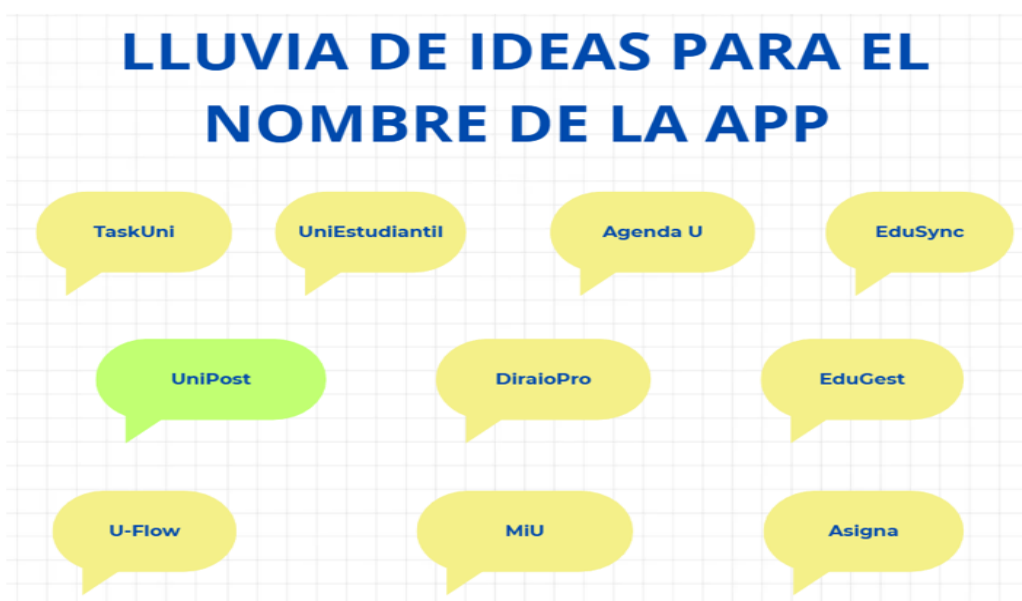 LLUVIA DE IDEAS PARA EL
NOMBRE DE LA APP
TaskUni
UniEstudiantil
Agenda U
EduSync
UniPost
DiraioPro
EduGest
U-Flow
MiU
Asigna